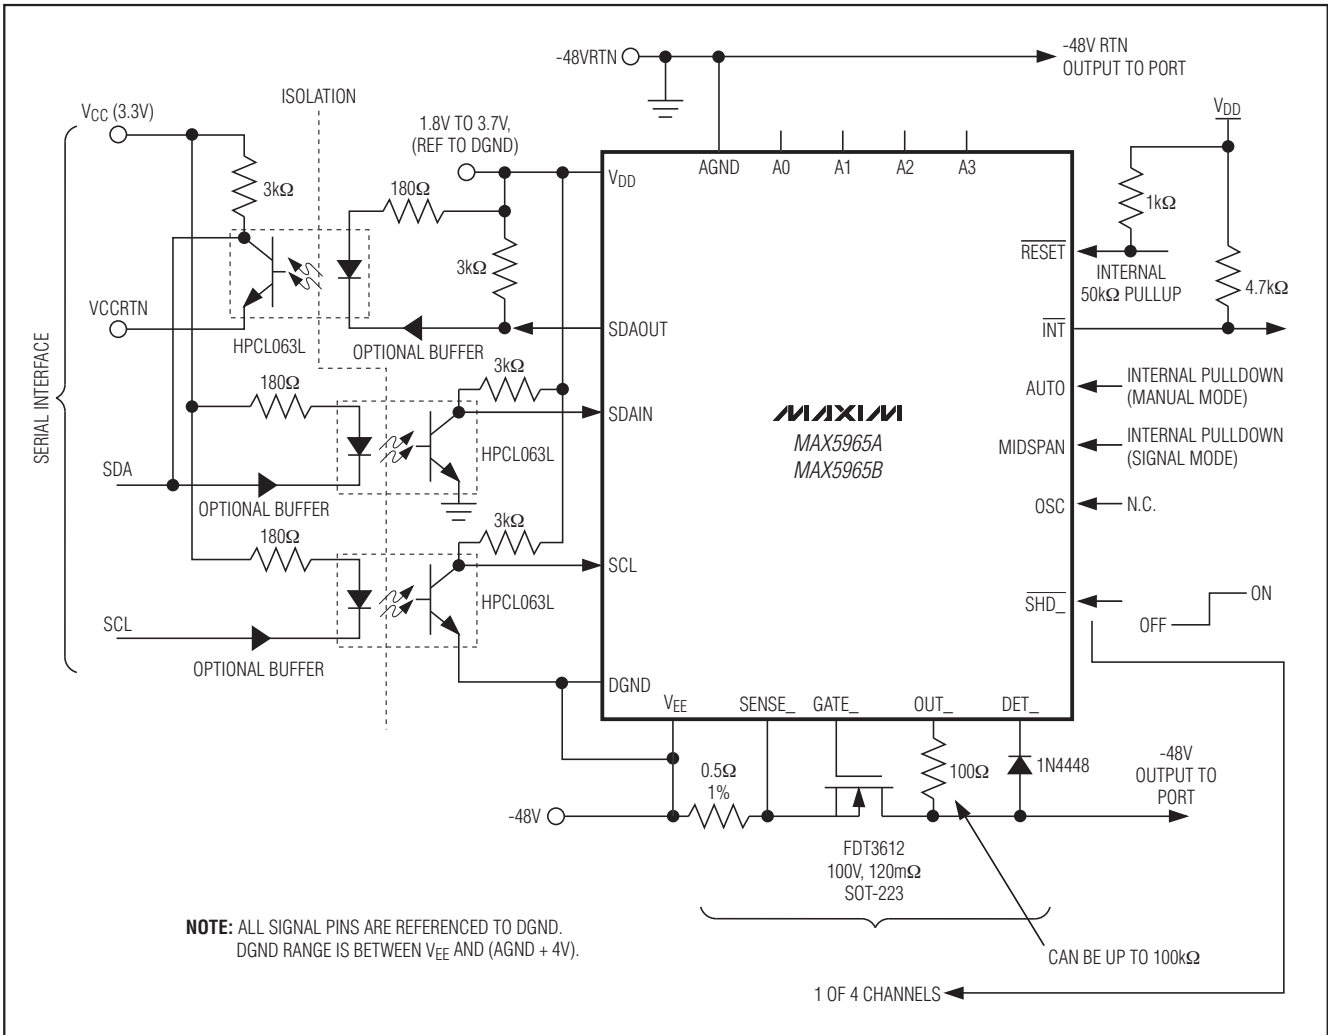 -48VRTN
-48V RTN
OUTPUT TO PORT
ISOLATION
VCC (3.3V)
1.8V TO 3.7V,
(REF TO DGND)
VDD
3kΩ
180Ω
VDD
AGND
A0
A1
A2
A3
1kΩ
3kΩ
RESET
INTERNAL
50kΩ PULLUP
4.7kΩ
VCCRTN
HPCL063L
OPTIONAL BUFFER
SDAOUT
INT
SERIAL INTERFACE
180Ω
3kΩ
SDAIN
MAXIM
MAX5965A
MAX5965B
AUTO
INTERNAL PULLDOWN
(MANUAL MODE)
HPCL063L
MIDSPAN
INTERNAL PULLDOWN
(SIGNAL MODE)
SDA
OPTIONAL BUFFER
OSC
N.C.
180Ω
3kΩ
SCL
HPCL063L
SHD_
ON
OFF
SCL
OPTIONAL BUFFER
DGND
VEE
SENSE_
GATE_
OUT_
DET_
0.5Ω
1%
100Ω
1N4448
-48V
OUTPUT TO
PORT
-48V
FDT3612
100V, 120mΩ
SOT-223
NOTE: ALL SIGNAL PINS ARE REFERENCED TO DGND.
DGND RANGE IS BETWEEN VEE AND (AGND + 4V).
CAN BE UP TO 100kΩ
1 OF 4 CHANNELS